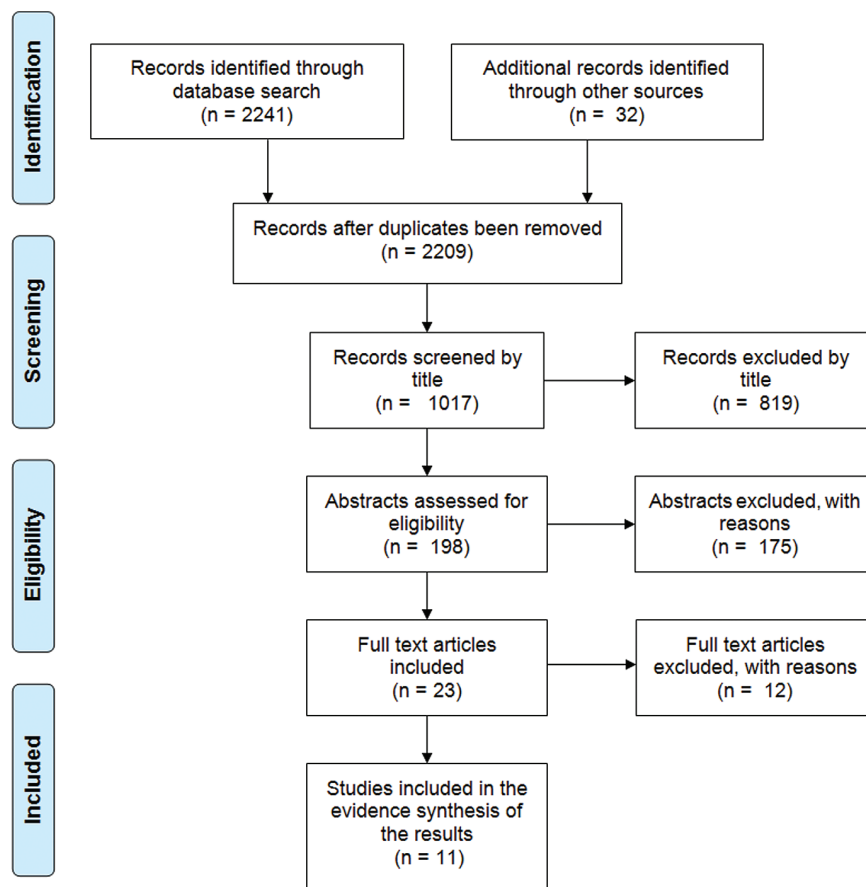 Identification
Records identified through
database search
(n = 2241)
Additional records identified
through other sources
(n = 32)
Records after duplicates been removed
(n = 2209)
Screening
Records screened by
title
(n = 1017)
Records excluded by
title
(n = 819)
Eligibility
Abstracts assessed for
eligibility
(n = 198)
Abstracts excluded, with
reasons
(n = 175)
Full text articles
included
(n = 23)
Full text articles
excluded, with reasons
(n = 12)
Included
Studies included in the
evidence synthesis of
the results
(n = 11)